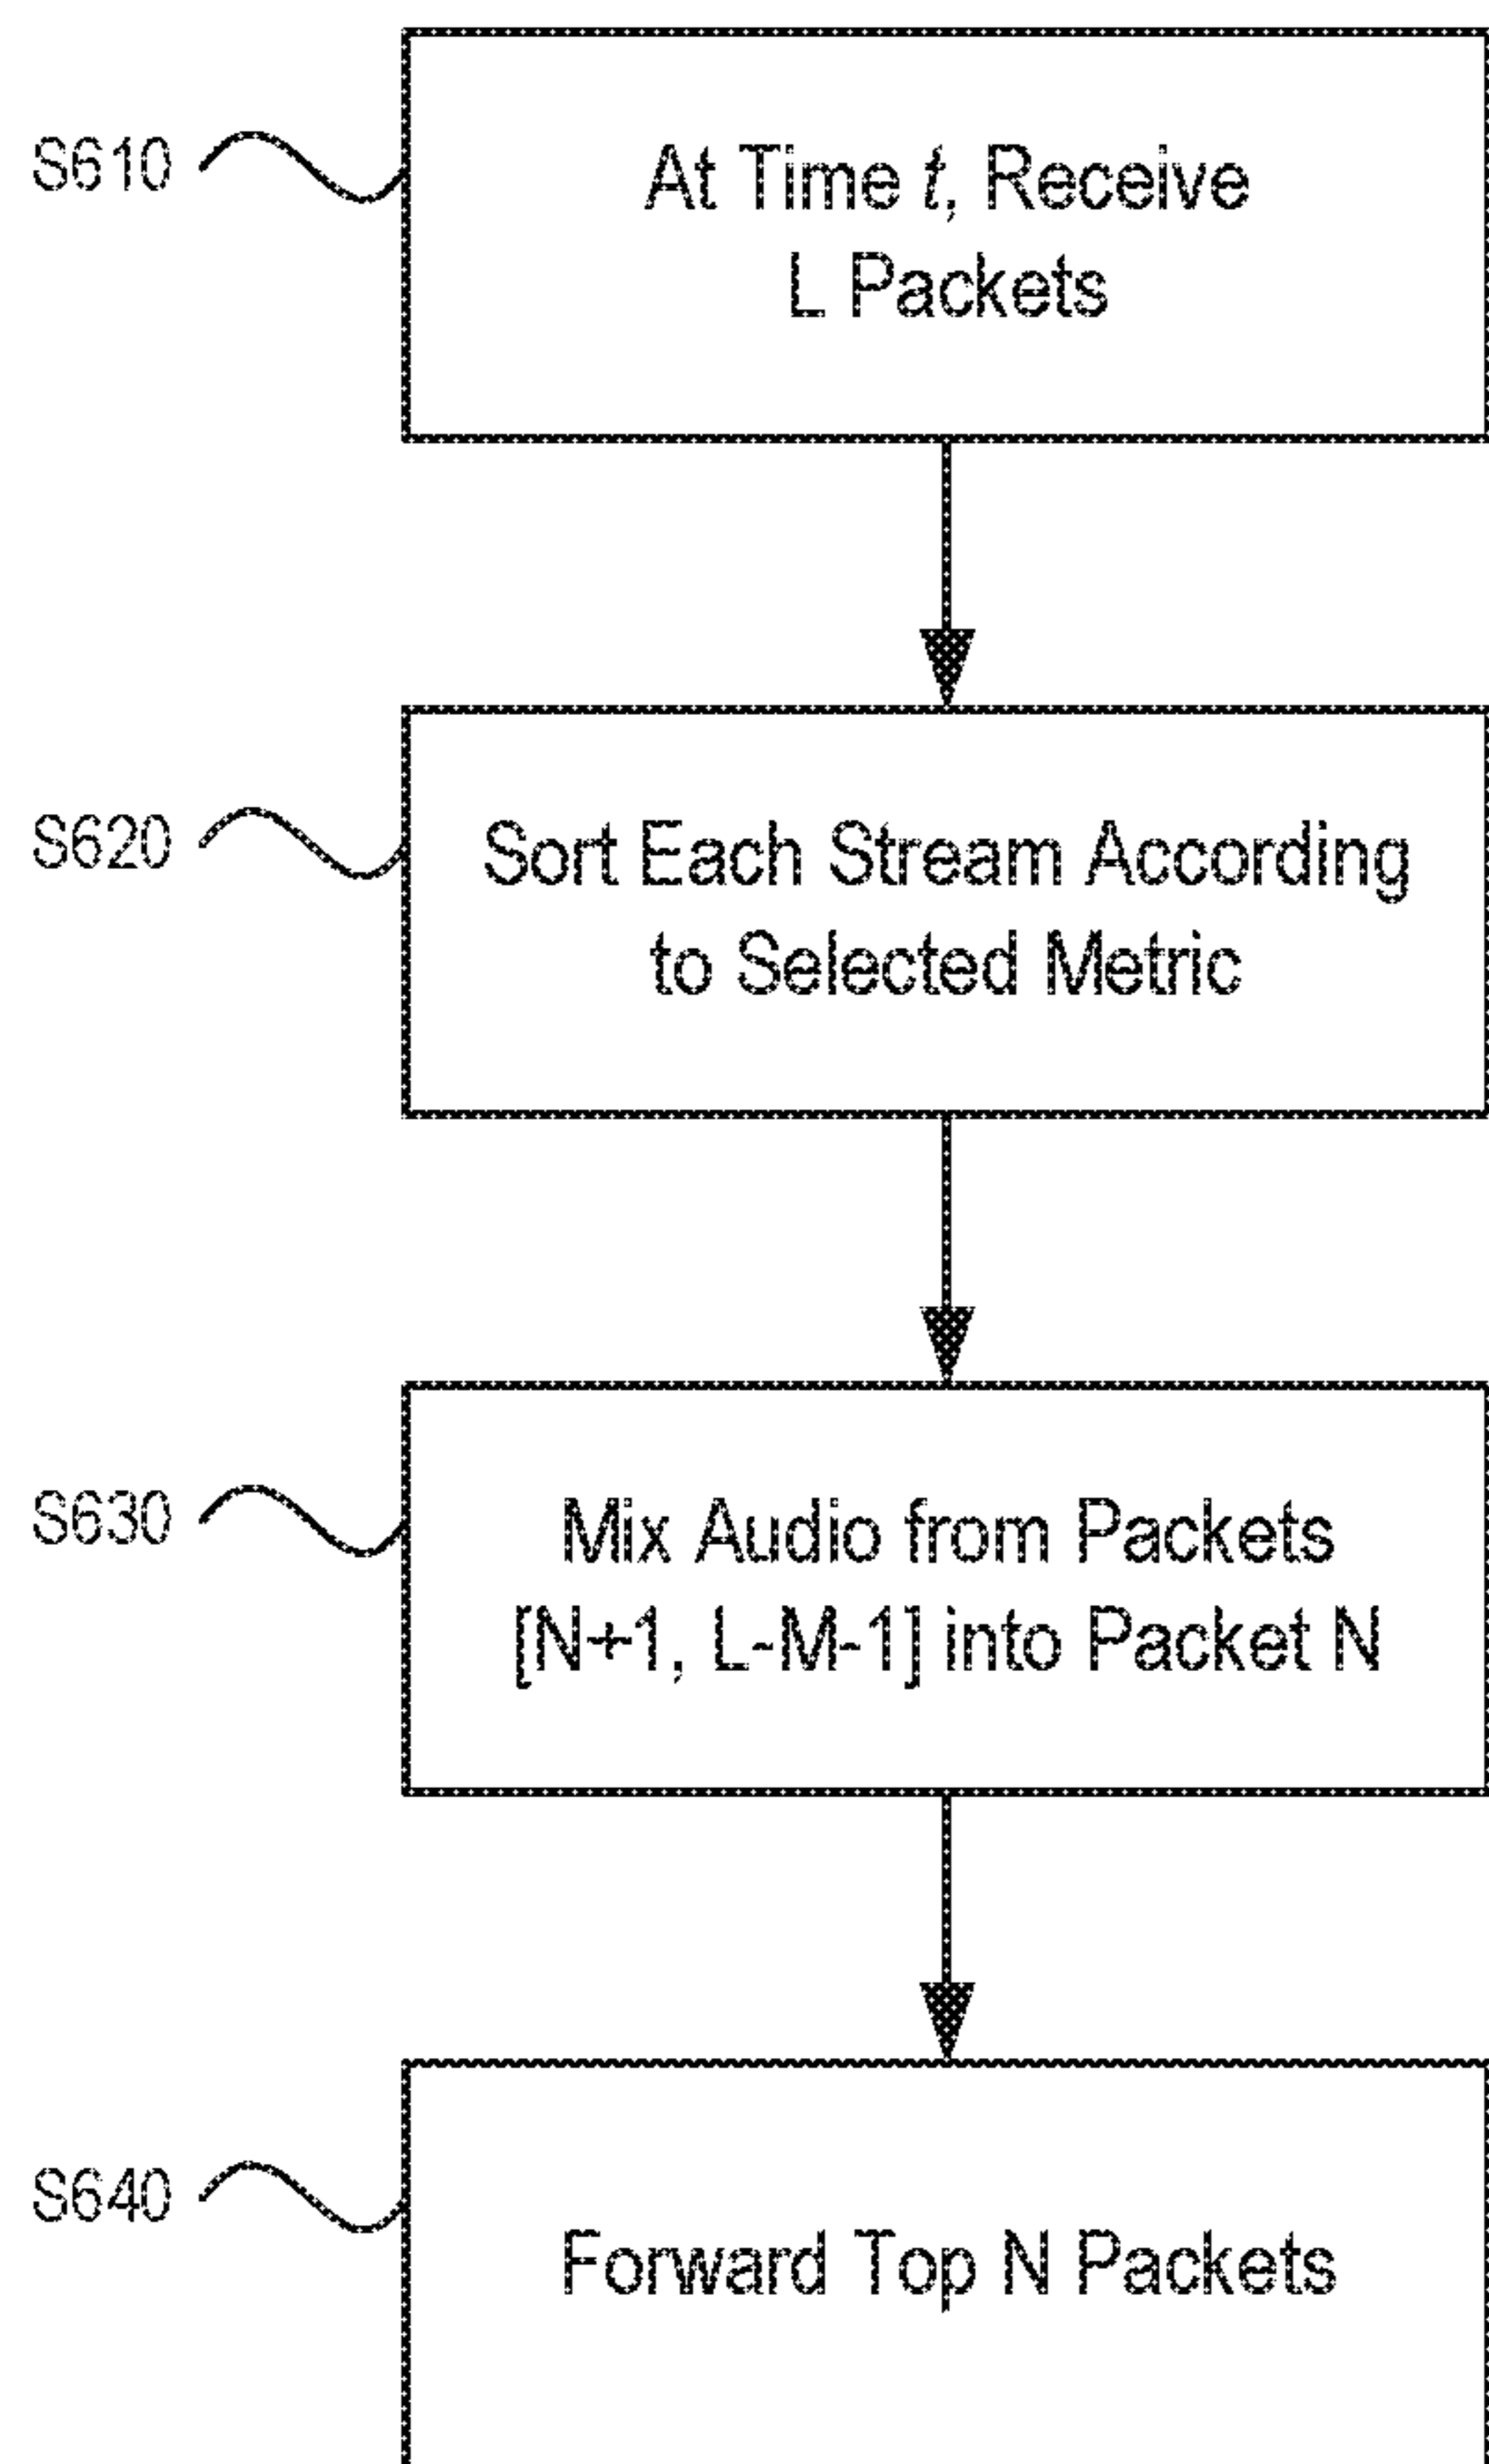 S610
At Time t, Receive
L Packets
S620
Sort Each Stream According
to Selected Metric
S630
Mix Audio from Packets
[N+1, L-M-1] into Packet N
S640
Forward Top N Packets